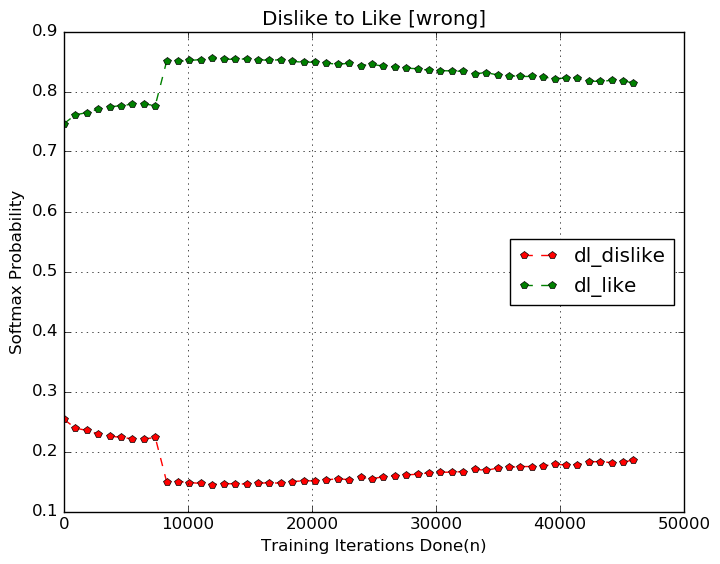 Dislike to Like [wrong]
0.9
0.8
0.7
0.6
0.5
0.4
0.3
0.2
0.1
Softmax Probability
dl_dislike
dl_like
0 10000 20000 30000 40000 50000
Training Iterations Done(n)